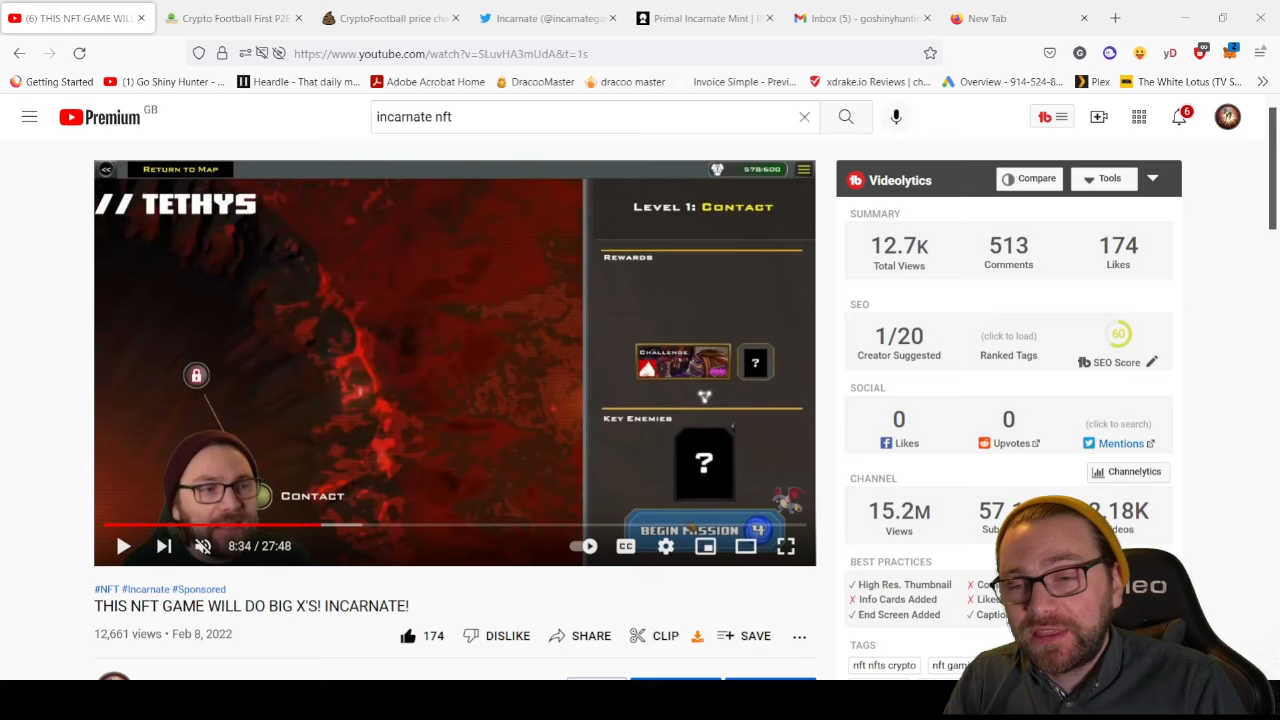 (6) THIS NFT GAME WILL
Crypto Football First P2E
CryptoFootball price cha
Incarnate (@incarnatega
Primal Incarnate Mint | P
Inbox (5) - goshinyhuntin
New Tab
https://www.youtube.com/watch?v=SLuvHA3mUdA&t=1s
Getting Started
(1) Go Shiny Hunter - ...
Heardle - That daily m...
Adobe Acrobat Home
DracooMaster
dracoo master
Invoice Simple - Previ...
xdrake.io Reviews | ch...
Overview - 914-524-8...
Plex
The White Lotus (TV S...
Premium GB
incarnate nft
6
RETURN TO MAP
578/600
// TETHYS
LEVEL 1: CONTACT
REWARDS
CHALLENGE
?
KEY ENEMIES
?
CONTACT
BEGIN MISSION 4
8:34 / 27:48
CC
#NFT #Incarnate #Sponsored
THIS NFT GAME WILL DO BIG X'S! INCARNATE!
12,661 views • Feb 8, 2022
174
DISLIKE
SHARE
CLIP
SAVE
Videolytics
Compare
Tools
SUMMARY
12.7K
513
174
Total Views
Comments
Likes
SEO
1/20
(click to load)
60
Creator Suggested
Ranked Tags
SEO Score
SOCIAL
0
0
(click to search)
Likes
Upvotes
Mentions
CHANNEL
Channelytics
15.2M
Views
BEST PRACTICES
High Res. Thumbnail
Info Cards Added
End Screen Added
TAGS
nft nfts crypto